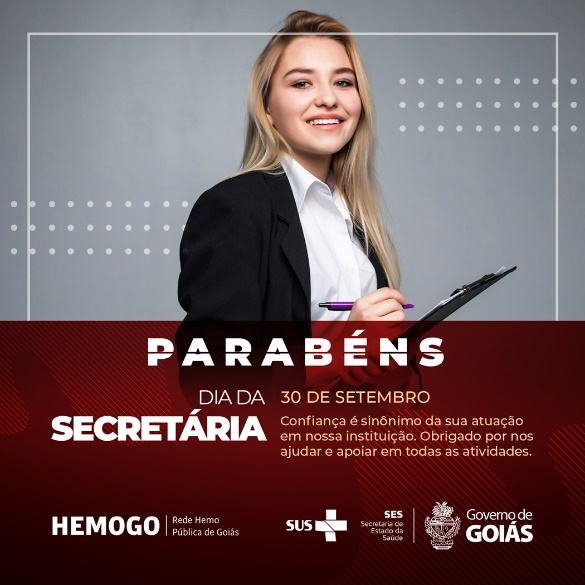 PARABÉNS
DIA DA
SECRETÁRIA
30 DE SETEMBRO
Confiança é sinônimo da sua atuação
em nossa instituição. Obrigado por nos
ajudar e apoiar em todas as atividades.
HEMOGO
Rede Hemo
Pública de Goiás
SUS
SES
Secretaria de
Estado da
Saúde
Governo de
GOIÁS